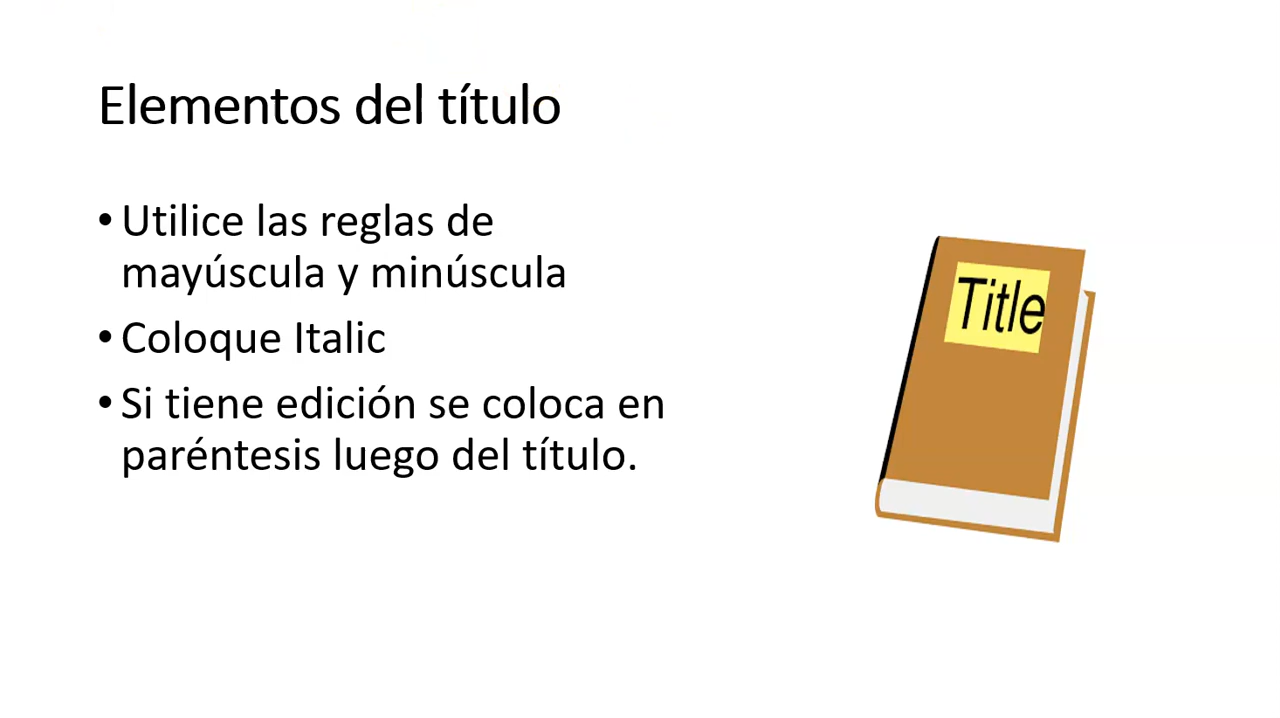 Elementos del título
• Utilice las reglas de
mayúscula y minúscula
• Coloque Italic
• Si tiene edición se coloca en
paréntesis luego del título.
Title